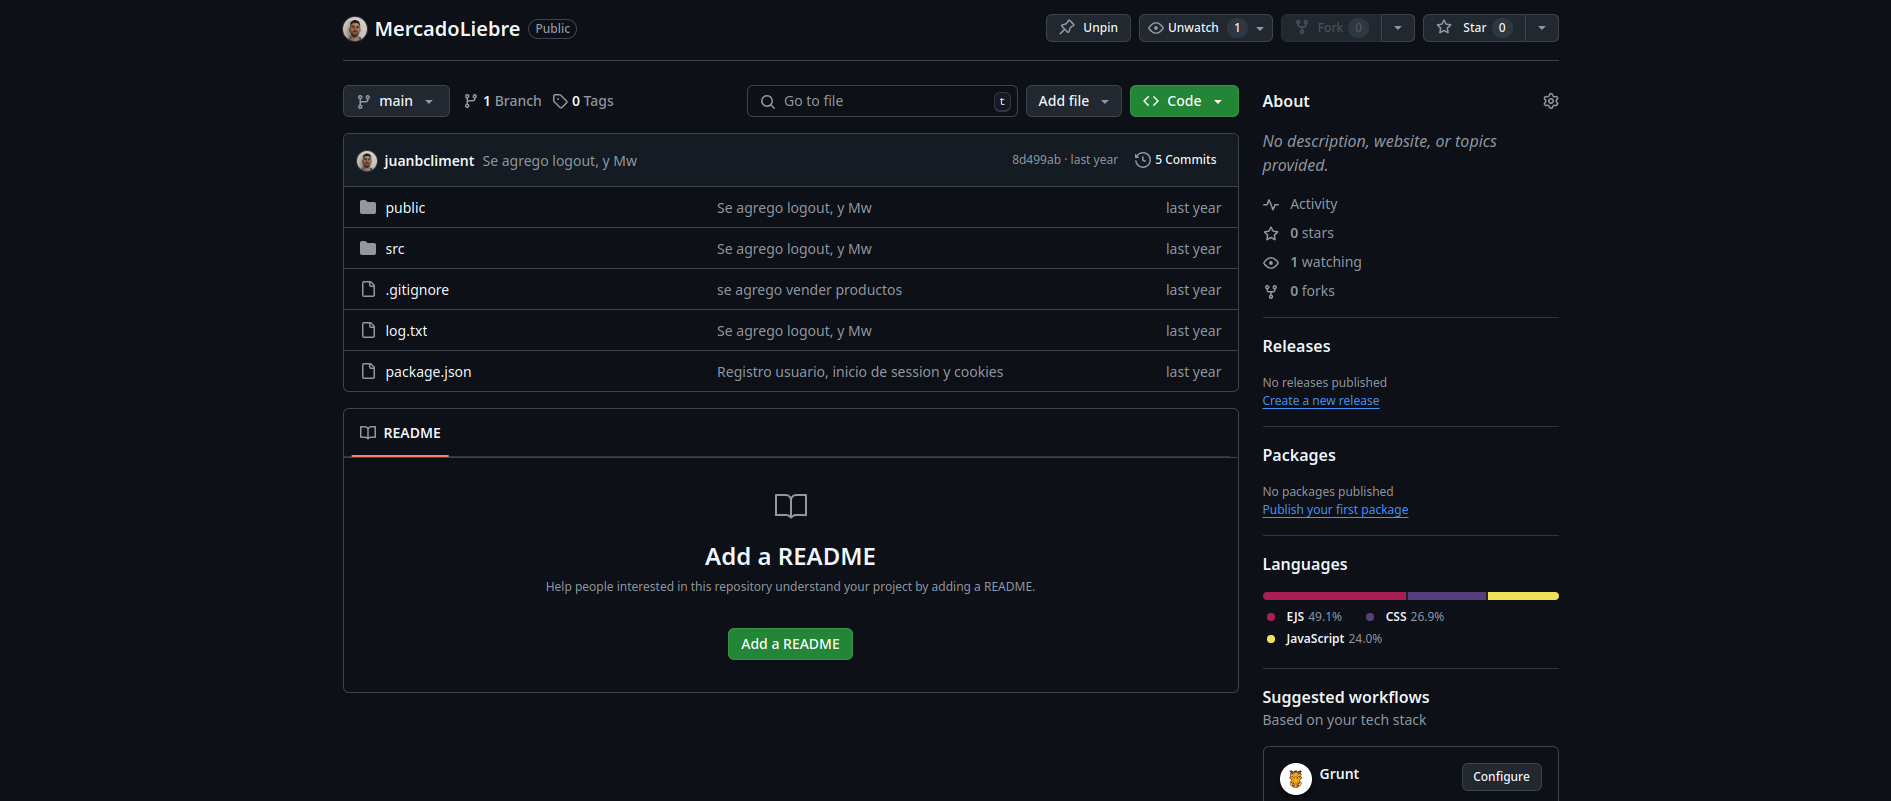 MercadoLiebre Public
Unpin Unwatch 1 Fork 0 Star 0
main 1 Branch 0 Tags
Go to file t Add file Code
juanbcliment Se agrego logout, y Mw 8d499ab · last year 5 Commits
public Se agrego logout, y Mw last year
src Se agrego logout, y Mw last year
.gitignore se agrego vender productos last year
log.txt Se agrego logout, y Mw last year
package.json Registro usuario, inicio de session y cookies last year
README
Add a README
Help people interested in this repository understand your project by adding a README.
Add a README
About
No description, website, or topics
provided.
Activity
0 stars
1 watching
0 forks
Releases
No releases published
Create a new release
Packages
No packages published
Publish your first package
Languages
EJS 49.1% CSS 26.9%
JavaScript 24.0%
Suggested workflows
Based on your tech stack
Grunt Configure